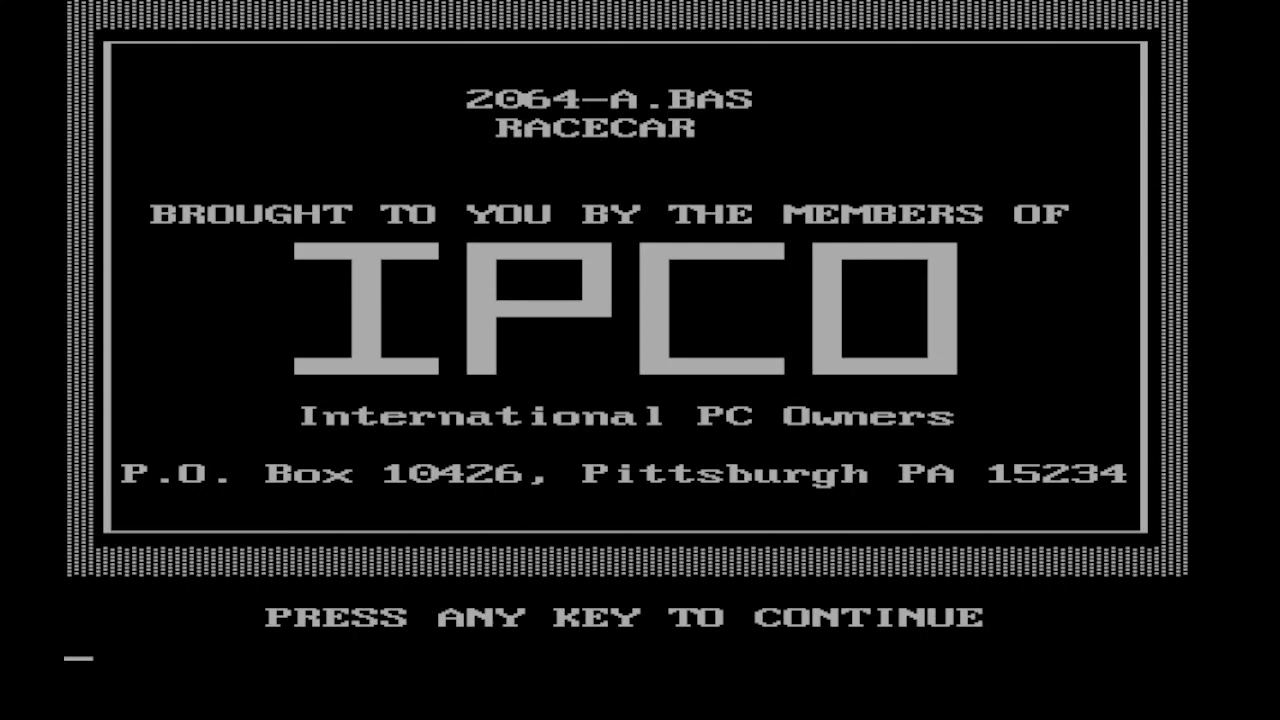 2064-A.BAS
RACECAR
BROUGHT TO YOU BY THE MEMBERS OF
IPCO
International PC Owners
P.O. Box 10426, Pittsburgh PA 15234
PRESS ANY KEY TO CONTINUE